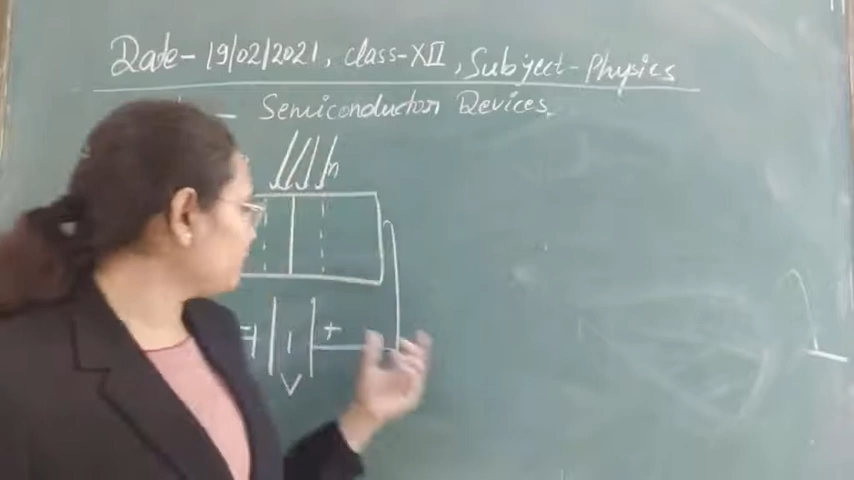 Date - 19/02/2021, class-XII, Subject - Physics
- Semiconductor Devices.
n
- +
V